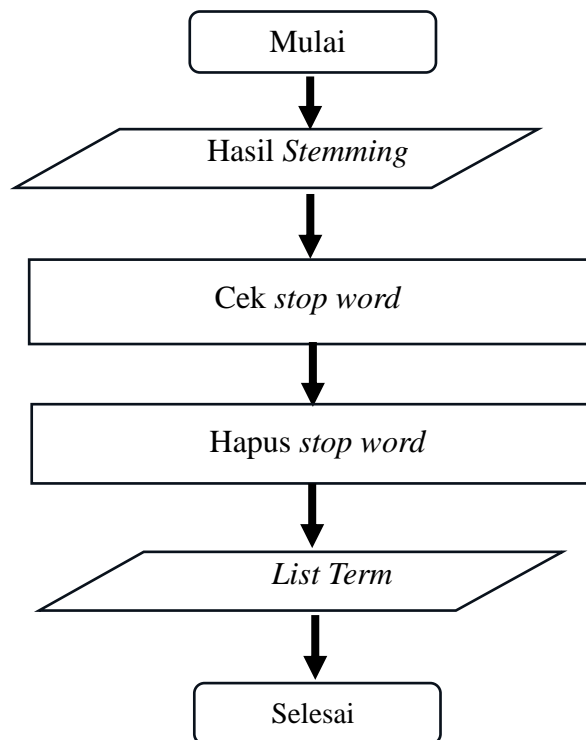 Mulai
Hasil Stemming
Cek stop word
Hapus stop word
List Term
Selesai